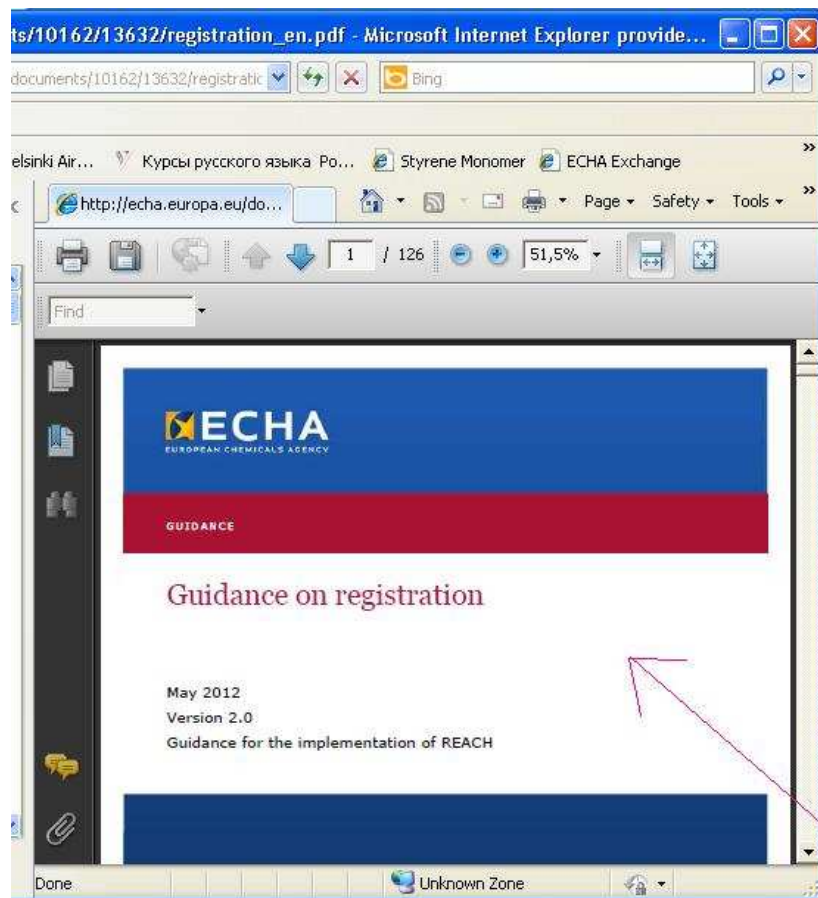 ts/10162/13632/registration_en.pdf - Microsoft Internet Explorer provide...
documents/10162/13632/registratic
Bing
elsinki Air... Курсы русского языка Ро... Styrene Monomer ECHA Exchange »
http://echa.europa.eu/do... Page Safety Tools »
1 / 126 51,5%
Find
ECHA
EUROPEAN CHEMICALS AGENCY
GUIDANCE
Guidance on registration
May 2012
Version 2.0
Guidance for the implementation of REACH
Done Unknown Zone